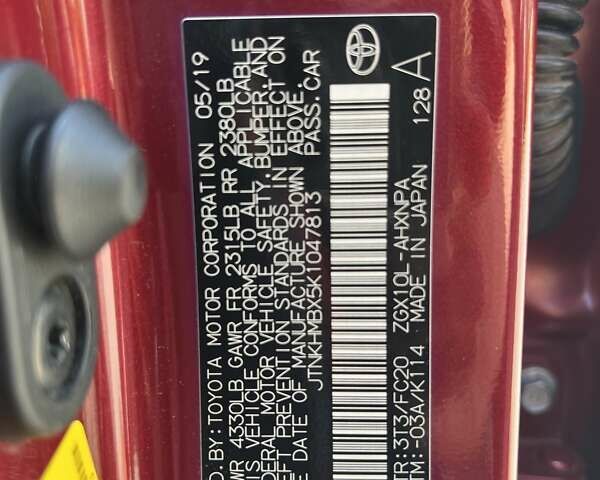 D. BY: TOYOTA MOTOR CORPORATION 05/19
WR 4330LB GAWR FR 2315LB RR 2380LB
IS VEHICLE CONFORMS TO ALL APPLICABLE
DERAL MOTOR VEHICLE SAFETY, BUMPER, AND
EFT PREVENTION STANDARDS IN EFFECT ON
E DATE OF MANUFACTURE SHOWN ABOVE.
JTNKHMBX5K1047813 PASS.CAR
TR: 3T3/FC20 ZGX10L-AHXNPA
TM: -03A/K114 MADE IN JAPAN 128 A